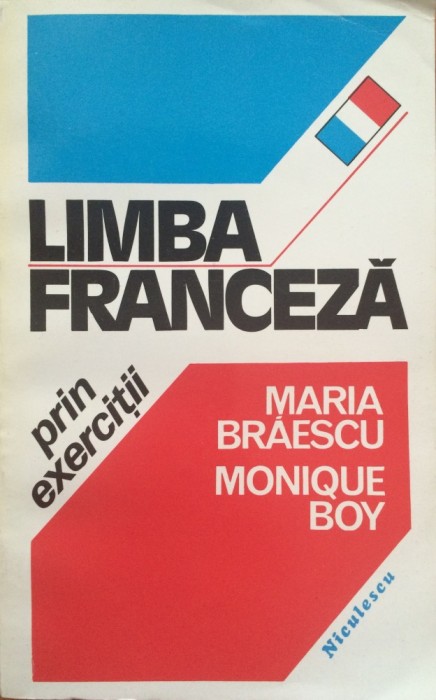 LIMBA
FRANCEZĂ
prin
exerciții
MARIA
BRĂESCU
MONIQUE
BOY
Niculescu